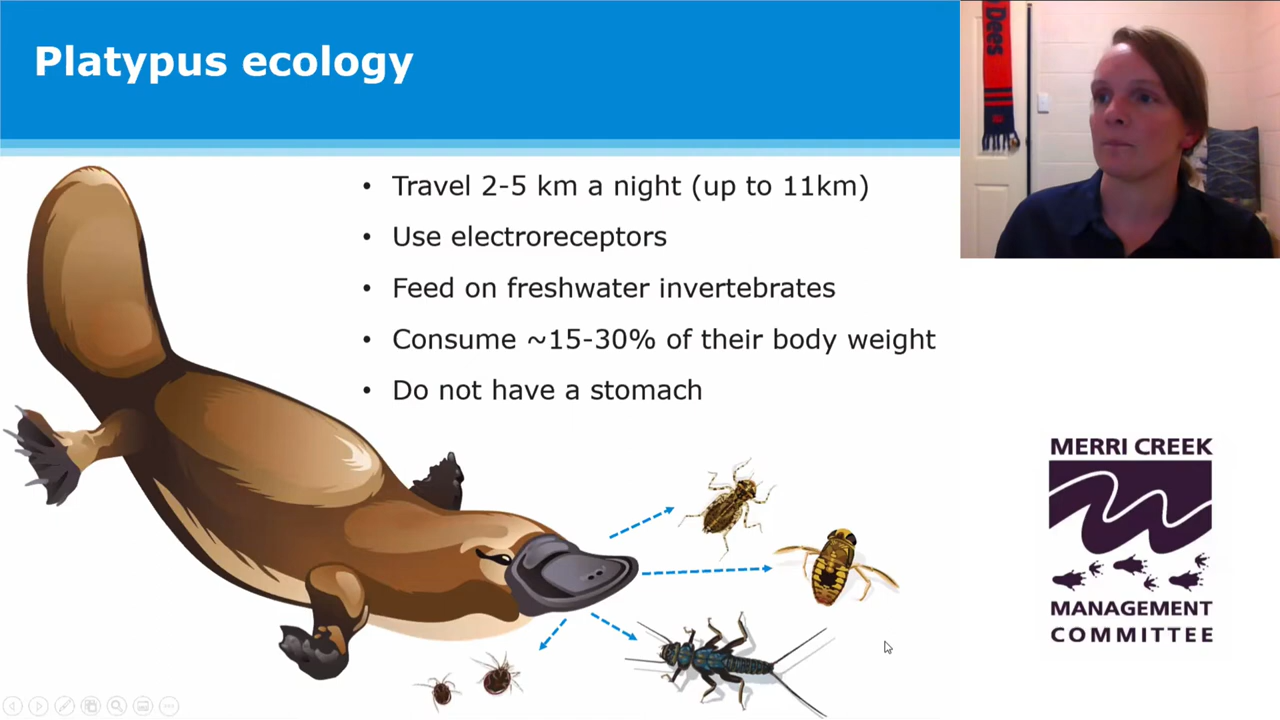 Platypus ecology
Dees
• Travel 2-5 km a night (up to 11km)
• Use electroreceptors
• Feed on freshwater invertebrates
• Consume ~15-30% of their body weight
• Do not have a stomach
MERRI CREEK
MANAGEMENT
COMMITTEE